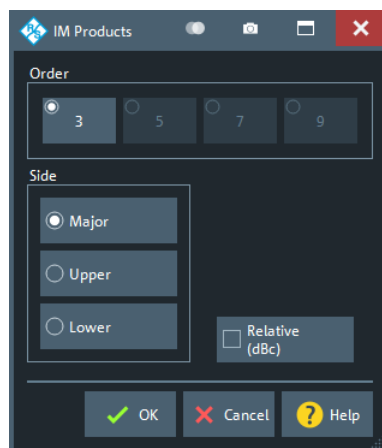 IM Products
Order
3 5 7 9
Side
Major
Upper
Lower
Relative
(dBc)
OK Cancel ? Help